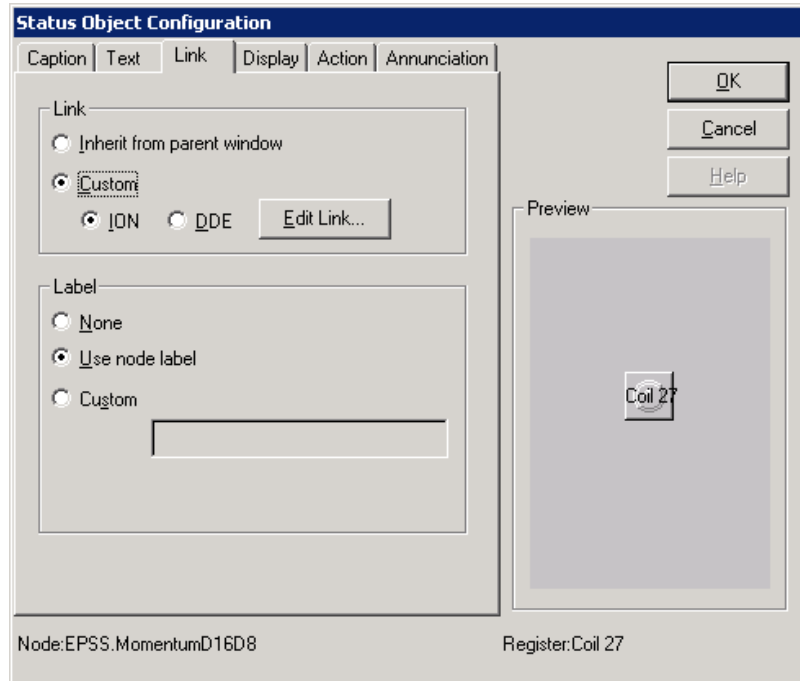 Status Object Configuration
Caption Text Link Display Action Annunciation
OK
Cancel
Help
Link
Inherit from parent window
Custom
ION DDE Edit Link...
Label
None
Use node label
Custom
Preview
Coil 27
Node:EPSS.MomentumD16D8 Register:Coil 27